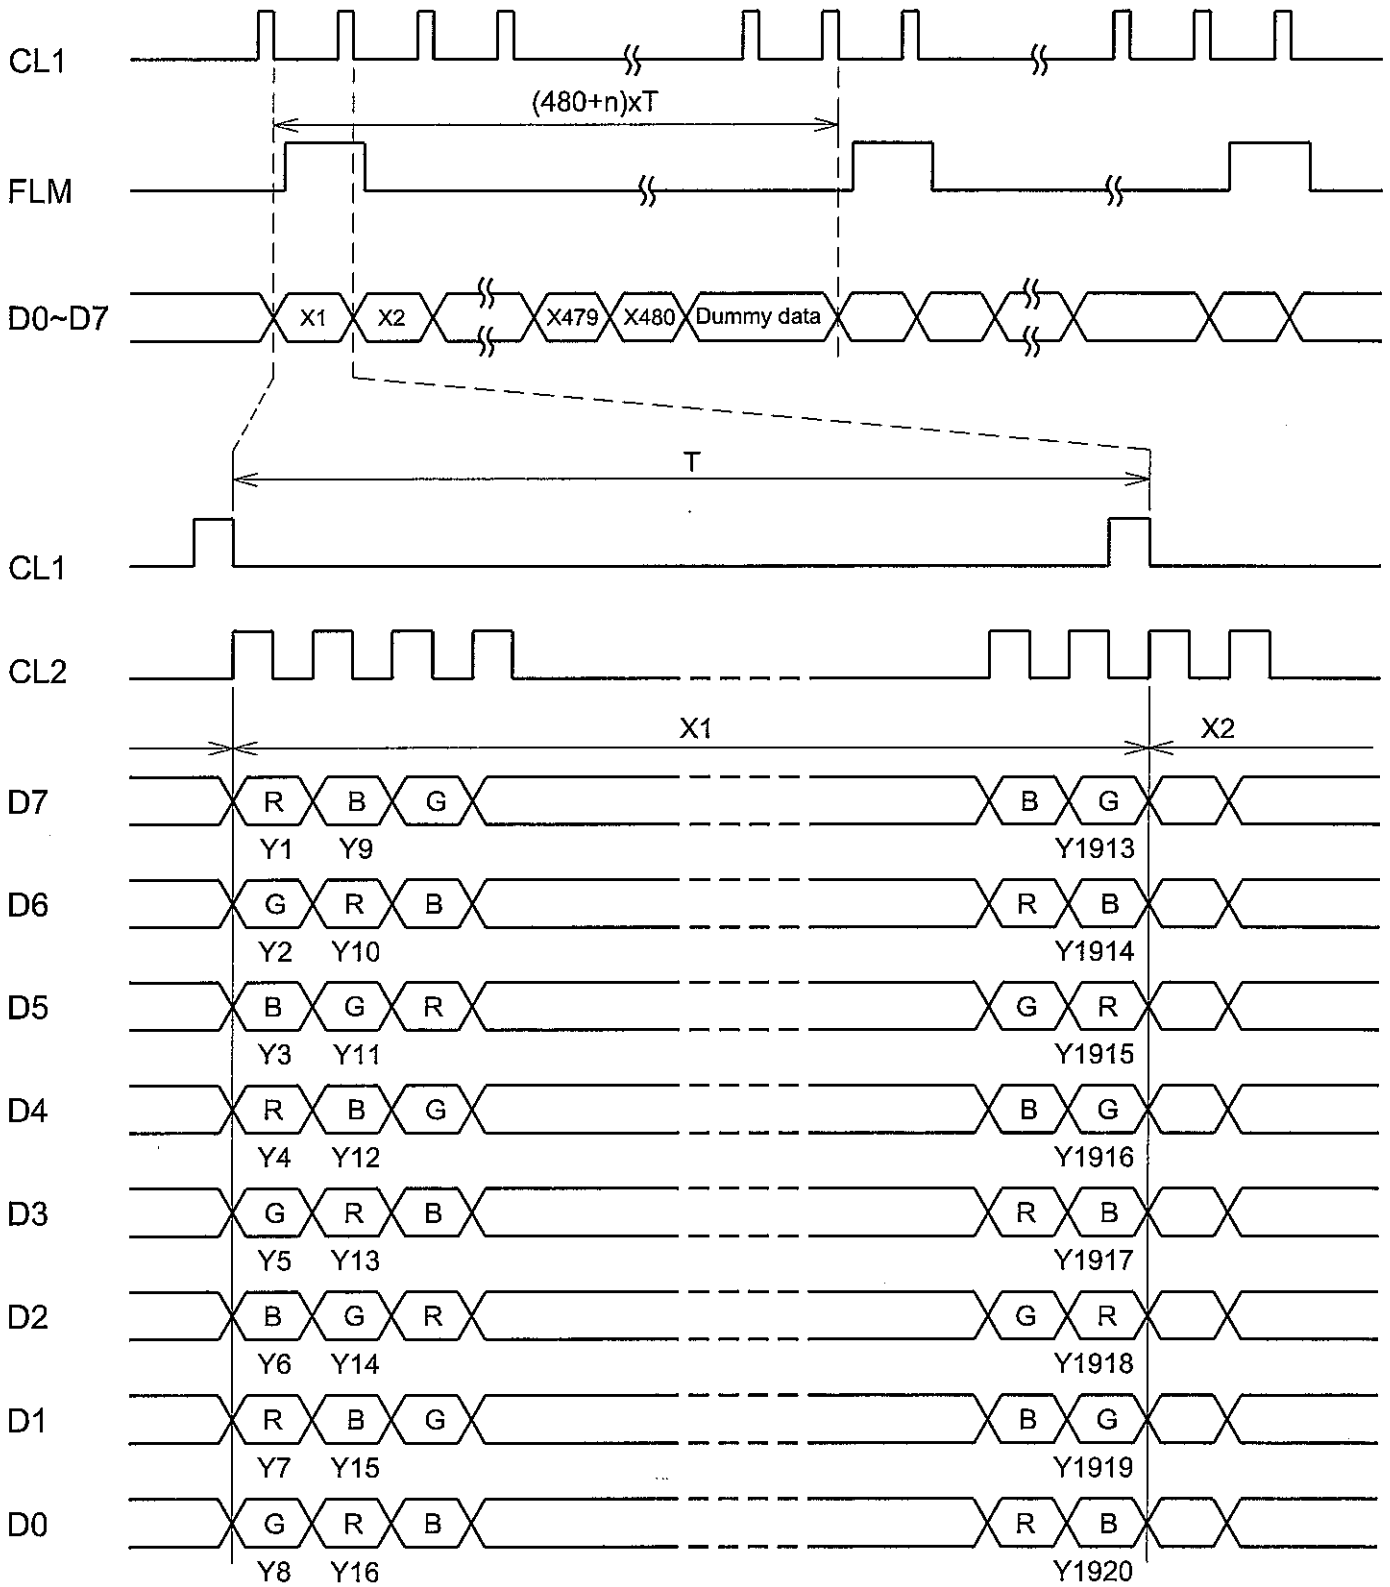 CL1
(480+n)xT
FLM
D0~D7 X1 X2 X479 X480 Dummy data
T
CL1
CL2
X1 X2
D7 R B G B G
Y1 Y9 Y1913
D6 G R B R B
Y2 Y10 Y1914
D5 B G R G R
Y3 Y11 Y1915
D4 R B G B G
Y4 Y12 Y1916
D3 G R B R B
Y5 Y13 Y1917
D2 B G R G R
Y6 Y14 Y1918
D1 R B G B G
Y7 Y15 Y1919
D0 G R B R B
Y8 Y16 Y1920